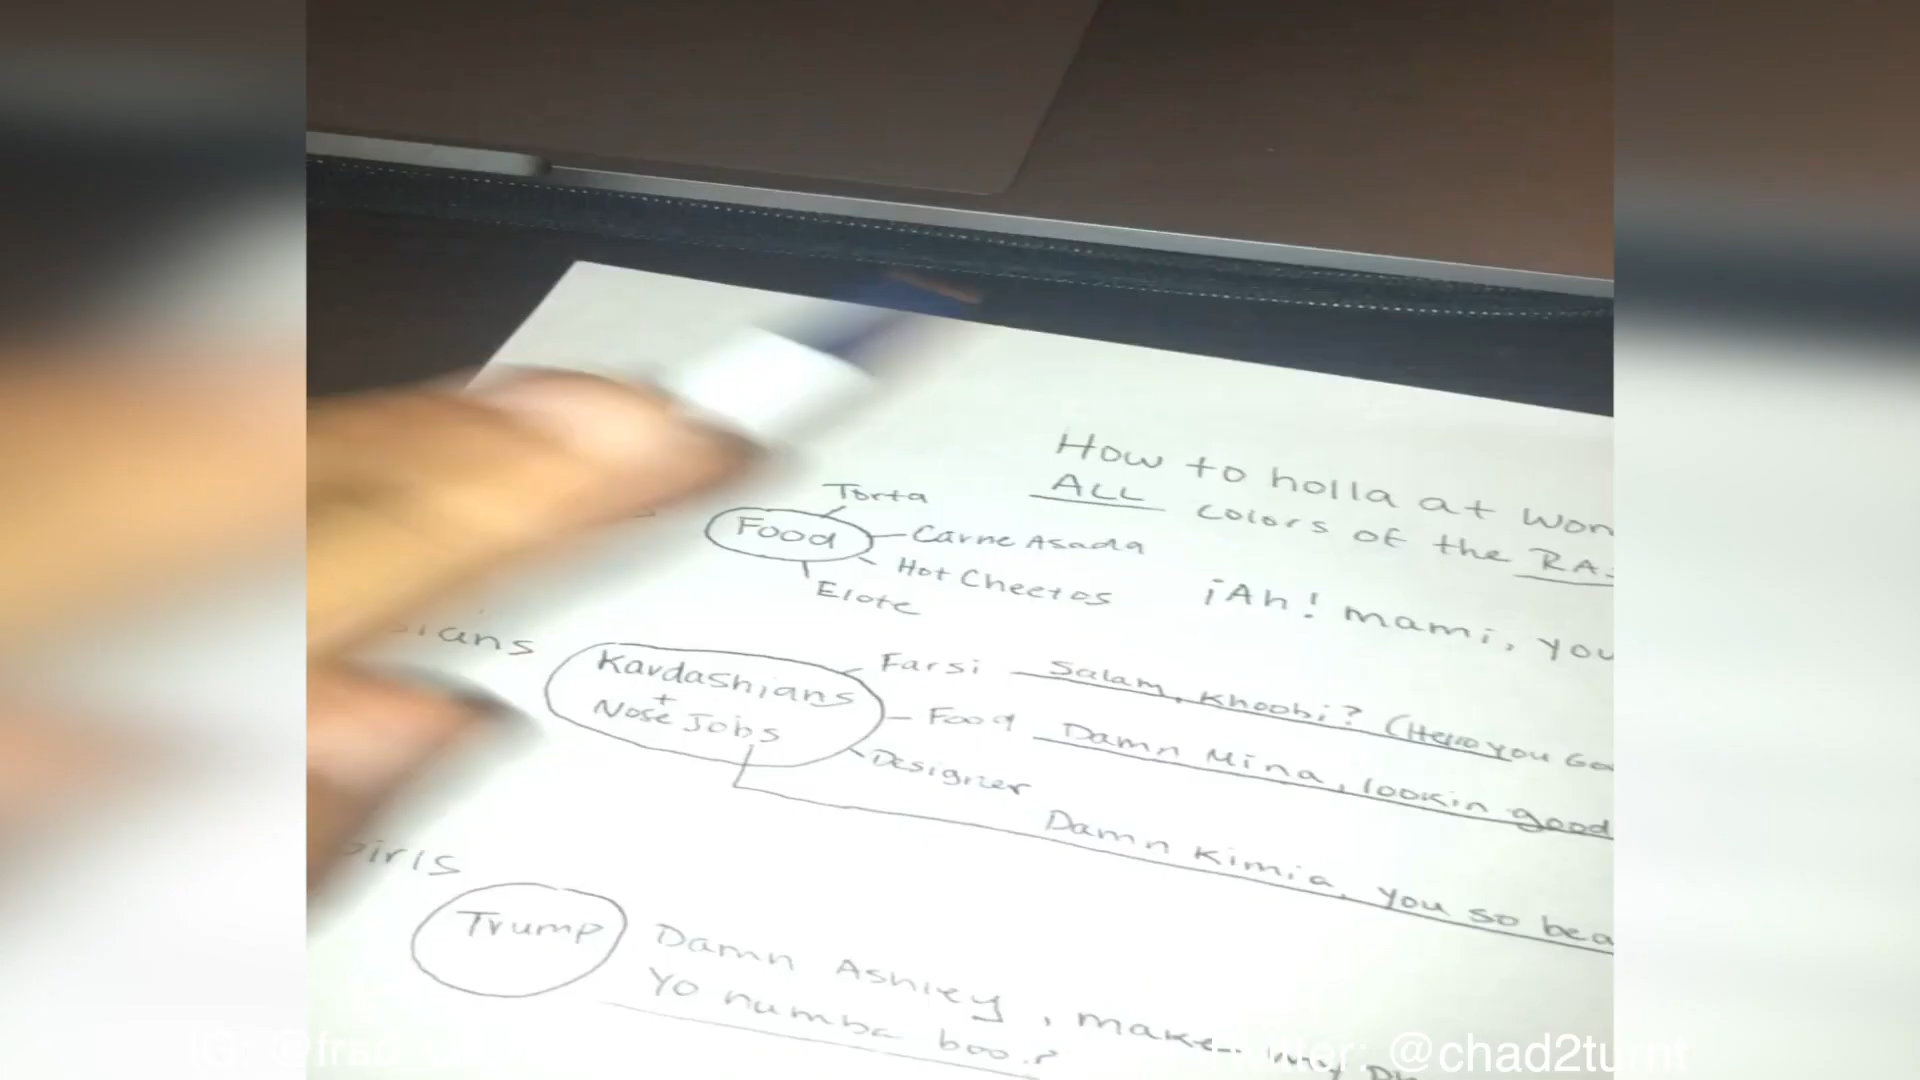 How to holla at
ALL colors of the
Food
Torta
Carne Asada
Hot Cheetos
Elote
¡Ah! mami,
Kardashians
+
Nose Jobs
Farsi Salam, Khoobi? (Hello you
Food Damn Mina, lookin good
Designer
Damn Kimia, you so
Trump
Damn Ashley,
Yo numba boo?
Twitter: @chad2turnt